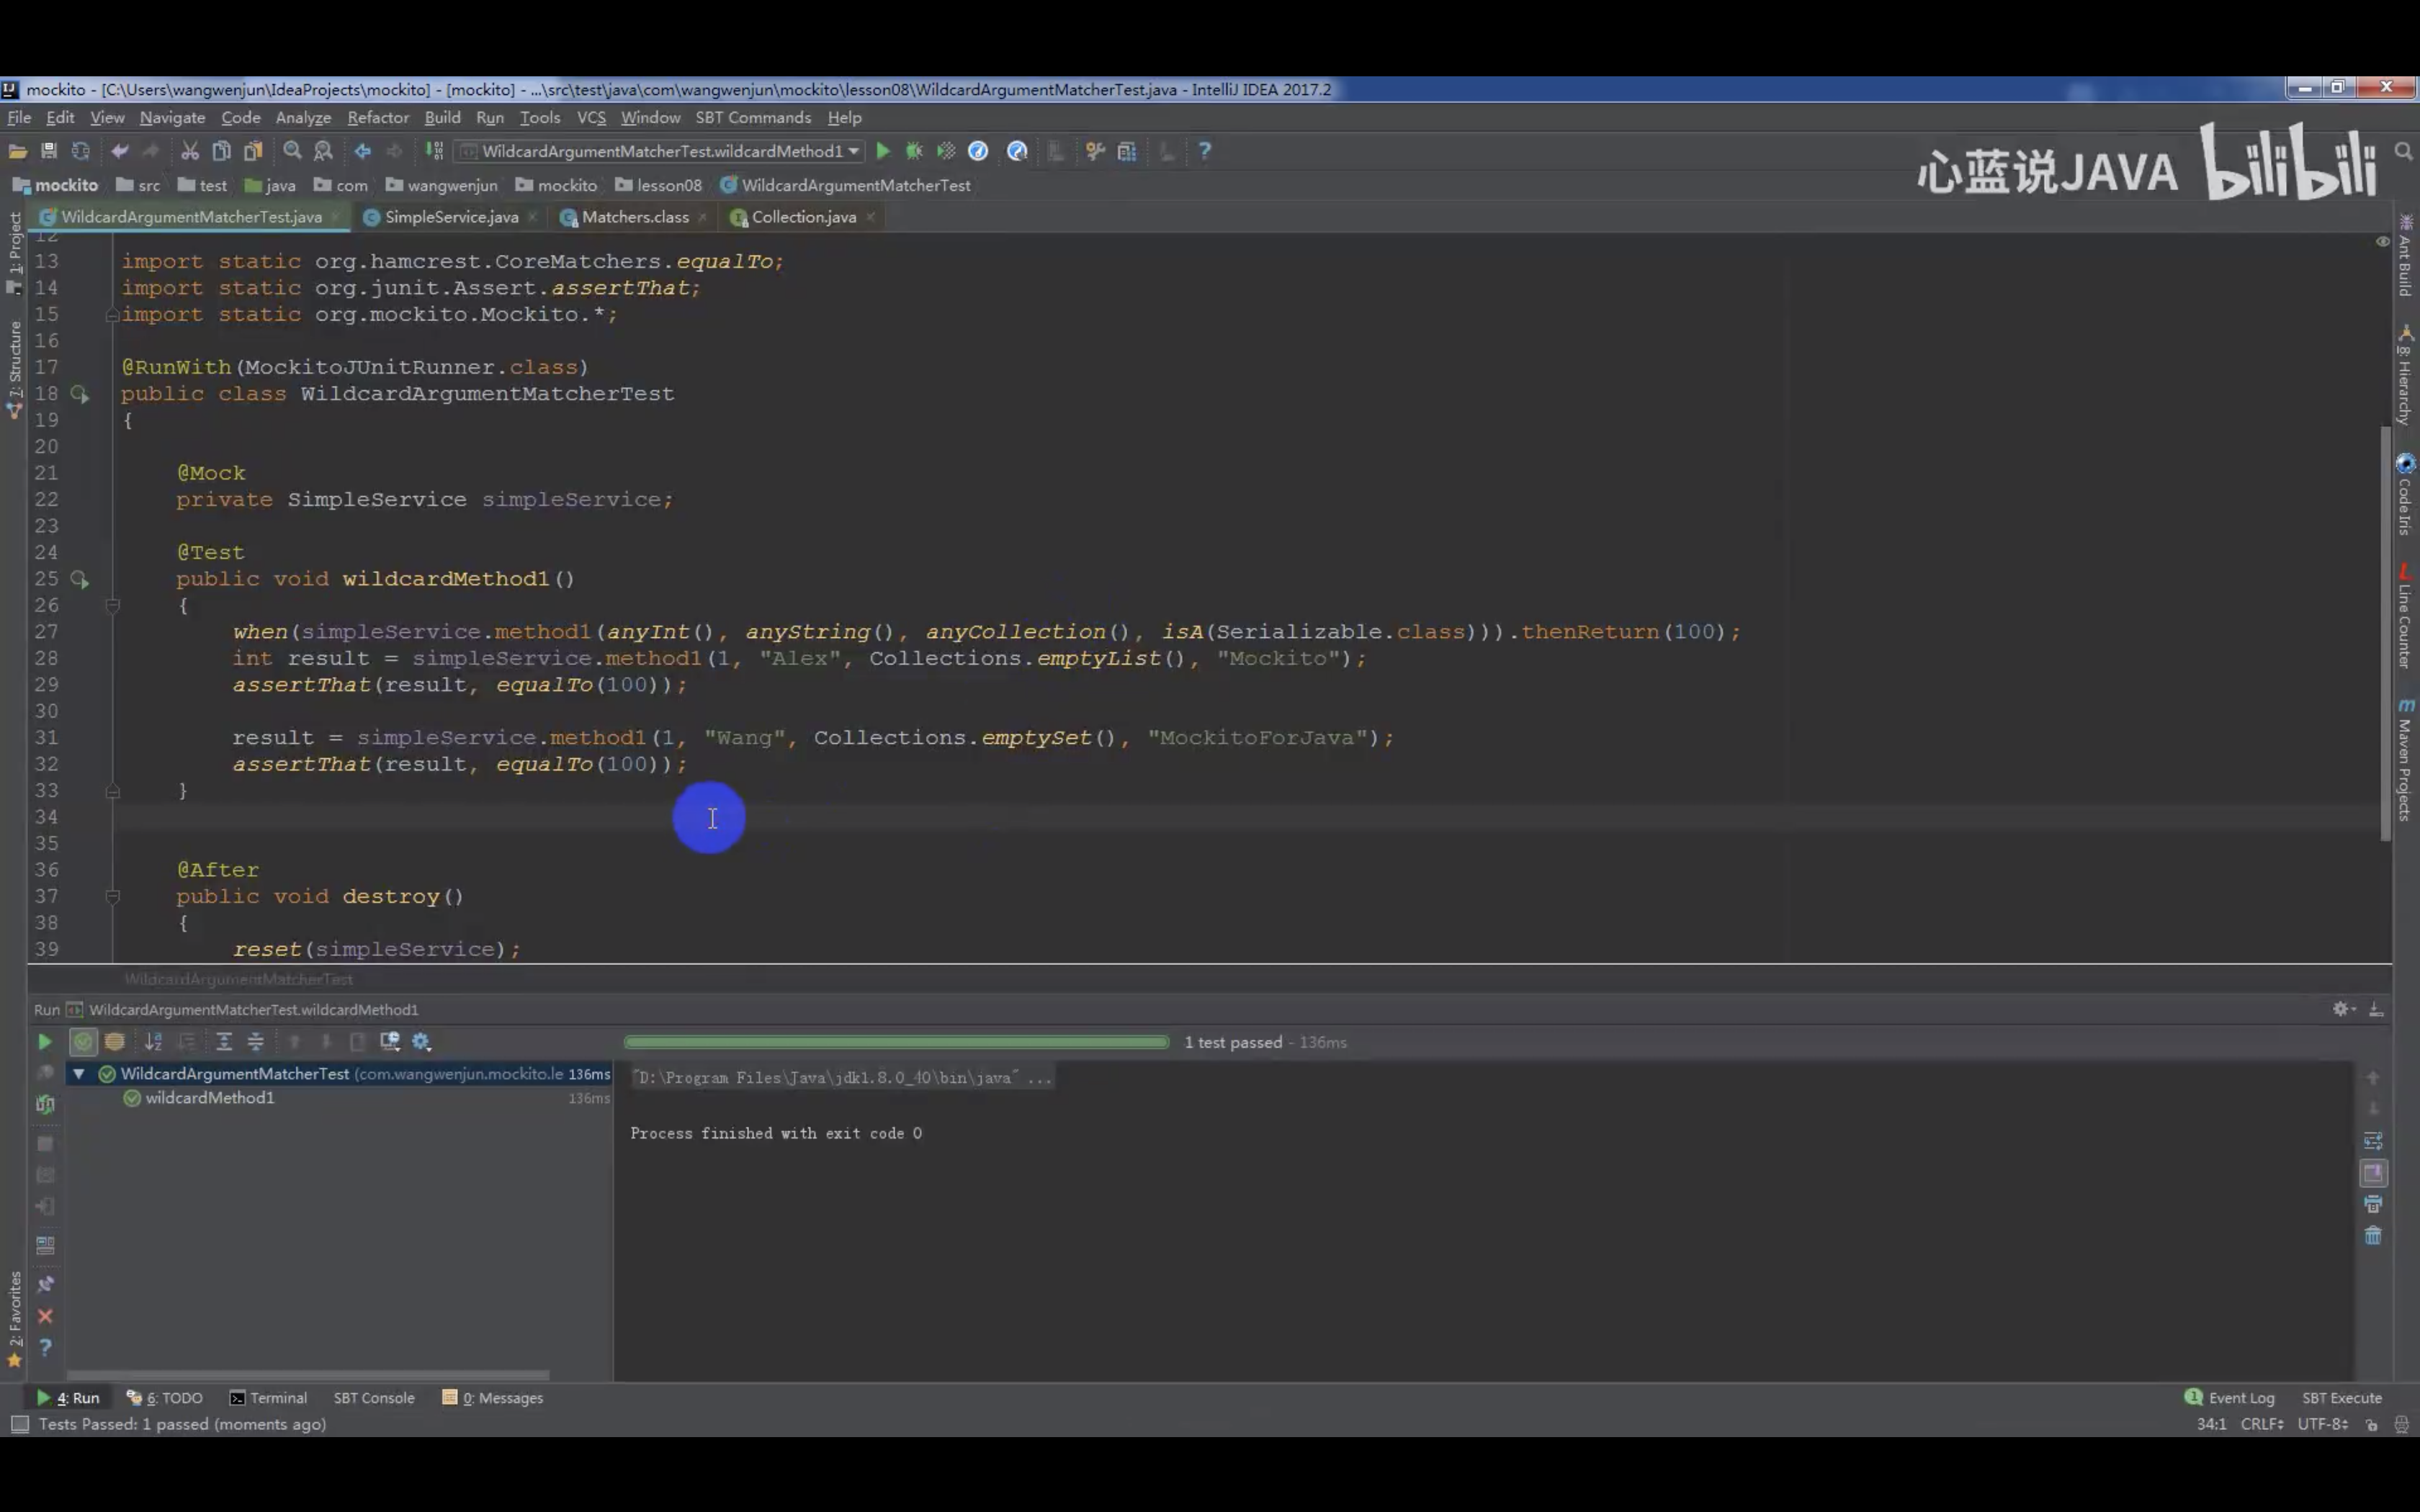 mockito - [C:\Users\wangwenjun\IdeaProjects\mockito] - [mockito] - ...\src\test\java\com\wangwenjun\mockito\lesson08\WildcardArgumentMatcherTest.java - IntelliJ IDEA 2017.2
File Edit View Navigate Code Analyze Refactor Build Run Tools VCS Window SBT Commands Help
WildcardArgumentMatcherTest.wildcardMethod1
心蓝说JAVA bilibili
mockito src test java com wangwenjun mockito lesson08 WildcardArgumentMatcherTest
WildcardArgumentMatcherTest.java SimpleService.java Matchers.class Collection.java
12
13 import static org.hamcrest.CoreMatchers.equalTo;
14 import static org.junit.Assert.assertThat;
15 import static org.mockito.Mockito.*;
16
17 @RunWith(MockitoJUnitRunner.class)
18 public class WildcardArgumentMatcherTest
19 {
20
21 @Mock
22 private SimpleService simpleService;
23
24 @Test
25 public void wildcardMethod1()
26 {
27 when(simpleService.method1(anyInt(), anyString(), anyCollection(), isA(Serializable.class))).thenReturn(100);
28 int result = simpleService.method1(1, "Alex", Collections.emptyList(), "Mockito");
29 assertThat(result, equalTo(100));
30
31 result = simpleService.method1(1, "Wang", Collections.emptySet(), "MockitoForJava");
32 assertThat(result, equalTo(100));
33 }
34
35
36 @After
37 public void destroy()
38 {
39 reset(simpleService);
WildcardArgumentMatcherTest
1: Project
7: Structure
2: Favorites
Ant Build
8: Hierarchy
Code Iris
Line Counter
Maven Projects
Run WildcardArgumentMatcherTest.wildcardMethod1
1 test passed - 136ms
WildcardArgumentMatcherTest (com.wangwenjun.mockito.le 136ms
wildcardMethod1 136ms
"D:\Program Files\Java\jdk1.8.0_40\bin\java" ...
Process finished with exit code 0
4: Run 6: TODO Terminal SBT Console 0: Messages
1 Event Log SBT Execute
Tests Passed: 1 passed (moments ago)
34:1 CRLF UTF-8